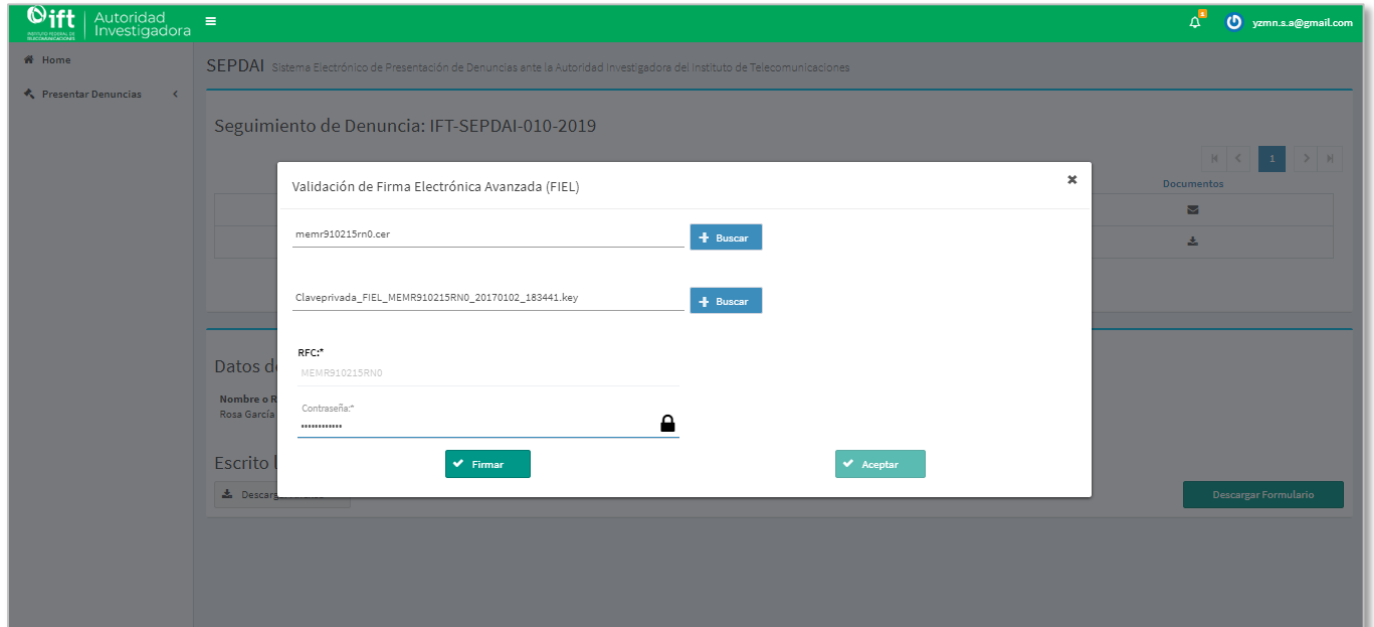 ift
INSTITUTO FEDERAL DE
TELECOMUNICACIONES
Autoridad
Investigadora
yzmn.s.a@gmail.com
Home
Presentar Denuncias
SEPDAI Sistema Electrónico de Presentación de Denuncias ante la Autoridad Investigadora del Instituto de Telecomunicaciones
Seguimiento de Denuncia: IFT-SEPDAI-010-2019
1
Documentos
Validación de Firma Electrónica Avanzada (FIEL)
memr910215rn0.cer
Buscar
Claveprivada_FIEL_MEMR910215RN0_20170102_183441.key
Buscar
RFC:*
MEMR910215RN0
Contraseña:*
••••••••••••
Firmar
Aceptar
Datos d
Nombre o R
Rosa García
Escrito
Descarg
Descargar Formulario